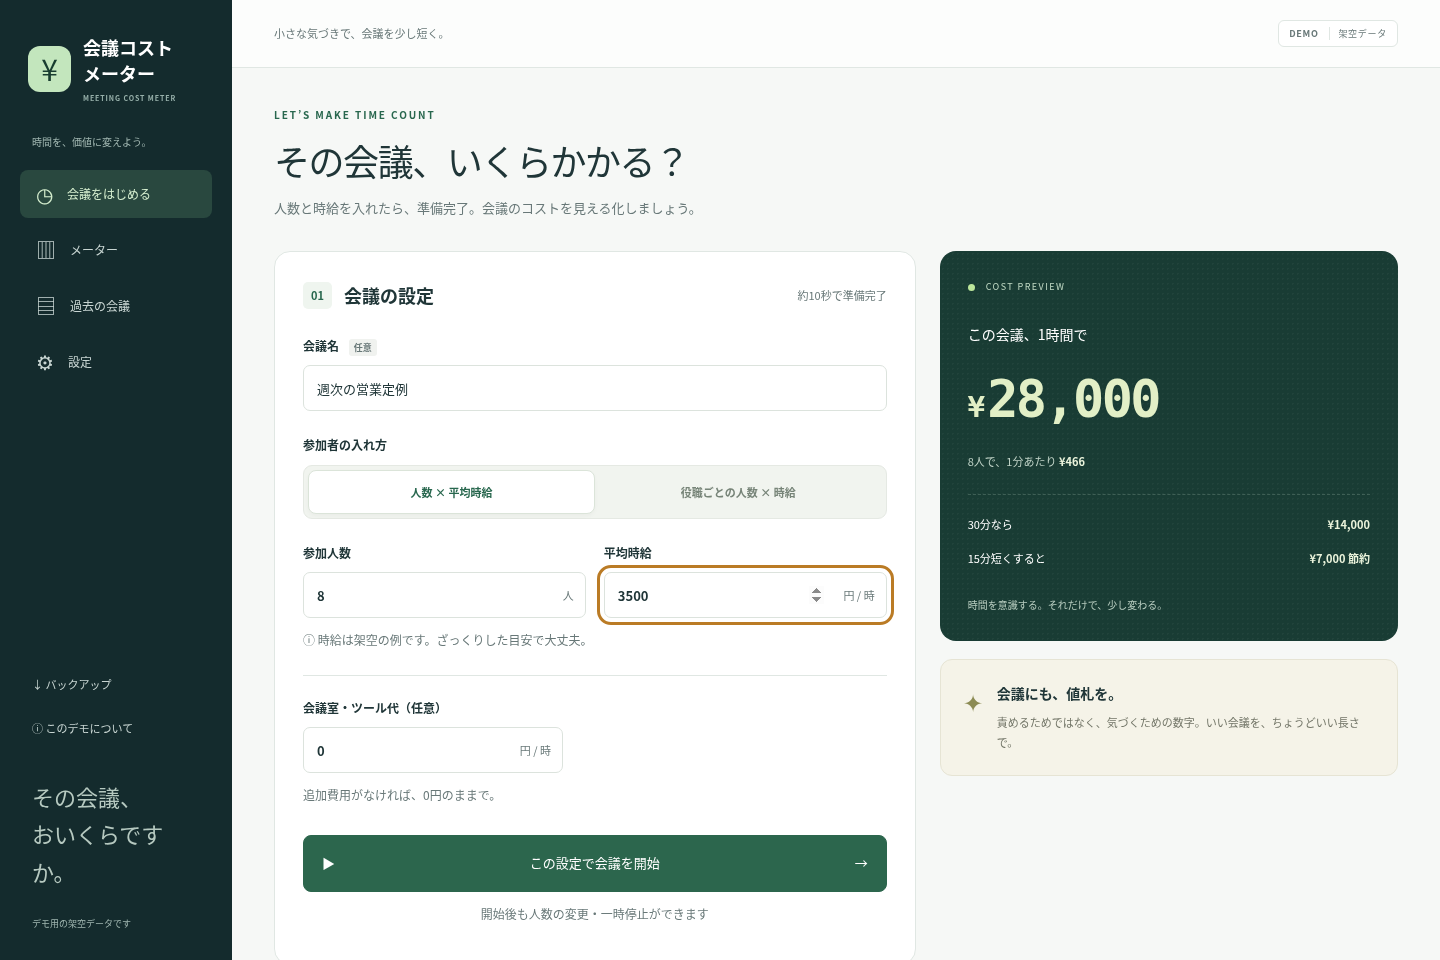 ¥
会議コスト
メーター
MEETING COST METER
時間を、価値に変えよう。
会議をはじめる
メーター
過去の会議
設定
↓ バックアップ
ⓘ このデモについて
その会議、
おいくらです
か。
デモ用の架空データです
小さな気づきで、会議を少し短く。
DEMO 架空データ
LET'S MAKE TIME COUNT
その会議、いくらかかる？
人数と時給を入れたら、準備完了。会議のコストを見える化しましょう。
01 会議の設定 約10秒で準備完了
会議名 任意
週次の営業定例
参加者の入れ方
人数 × 平均時給 役職ごとの人数 × 時給
参加人数 平均時給
8 人 3500 円 / 時
ⓘ 時給は架空の例です。ざっくりした目安で大丈夫。
会議室・ツール代（任意）
0 円 / 時
追加費用がなければ、0円のままで。
▶ この設定で会議を開始 →
開始後も人数の変更・一時停止ができます
COST PREVIEW
この会議、1時間で
¥28,000
8人で、1分あたり ¥466
30分なら ¥14,000
15分短くすると ¥7,000 節約
時間を意識する。それだけで、少し変わる。
会議にも、値札を。
責めるためではなく、気づくための数字。いい会議を、ちょうどいい長さ
で。